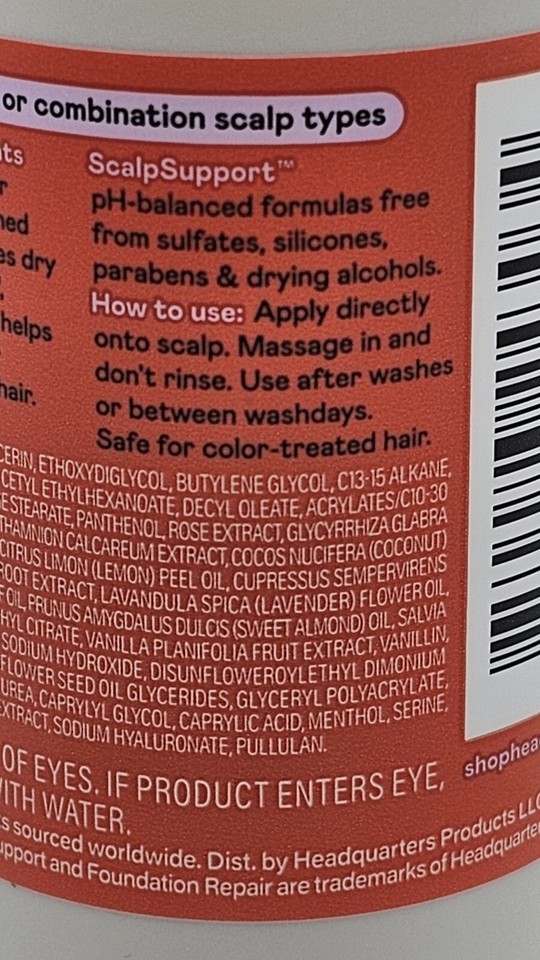 or combination scalp types
ScalpSupport™
pH-balanced formulas free
from sulfates, silicones,
parabens & drying alcohols.
How to use: Apply directly
onto scalp. Massage in and
don't rinse. Use after washes
or between washdays.
Safe for color-treated hair.
dry
helps
hair.
ETHOXYDIGLYCOL, BUTYLENE GLYCOL, C13-15 ALKANE,
CETYL ETHYLHEXANOATE, DECYL OLEATE, ACRYLATES/C10-30
STEARATE, PANTHENOL, ROSE EXTRACT, GLYCYRRHIZA GLABRA
THAMNION CALCAREUM EXTRACT, COCOS NUCIFERA (COCONUT)
CITRUS LIMON (LEMON) PEEL OIL, CUPRESSUS SEMPERVIRENS
ROOT EXTRACT, LAVANDULA SPICA (LAVENDER) FLOWER OIL,
OIL, PRUNUS AMYGDALUS DULCIS (SWEET ALMOND) OIL, SALVIA
HYL CITRATE, VANILLA PLANIFOLIA FRUIT EXTRACT, VANILLIN,
SODIUM HYDROXIDE, DISUNFLOWEROYLETHYL DIMONIUM
FLOWER SEED OIL GLYCERIDES, GLYCERYL POLYACRYLATE,
UREA, CAPRYLYL GLYCOL, CAPRYLIC ACID, MENTHOL, SERINE,
EXTRACT, SODIUM HYALURONATE, PULLULAN.
OF EYES. IF PRODUCT ENTERS EYE,
WITH WATER.
shophea
s sourced worldwide. Dist. by Headquarters Products LLC
upport and Foundation Repair are trademarks of Headquarter